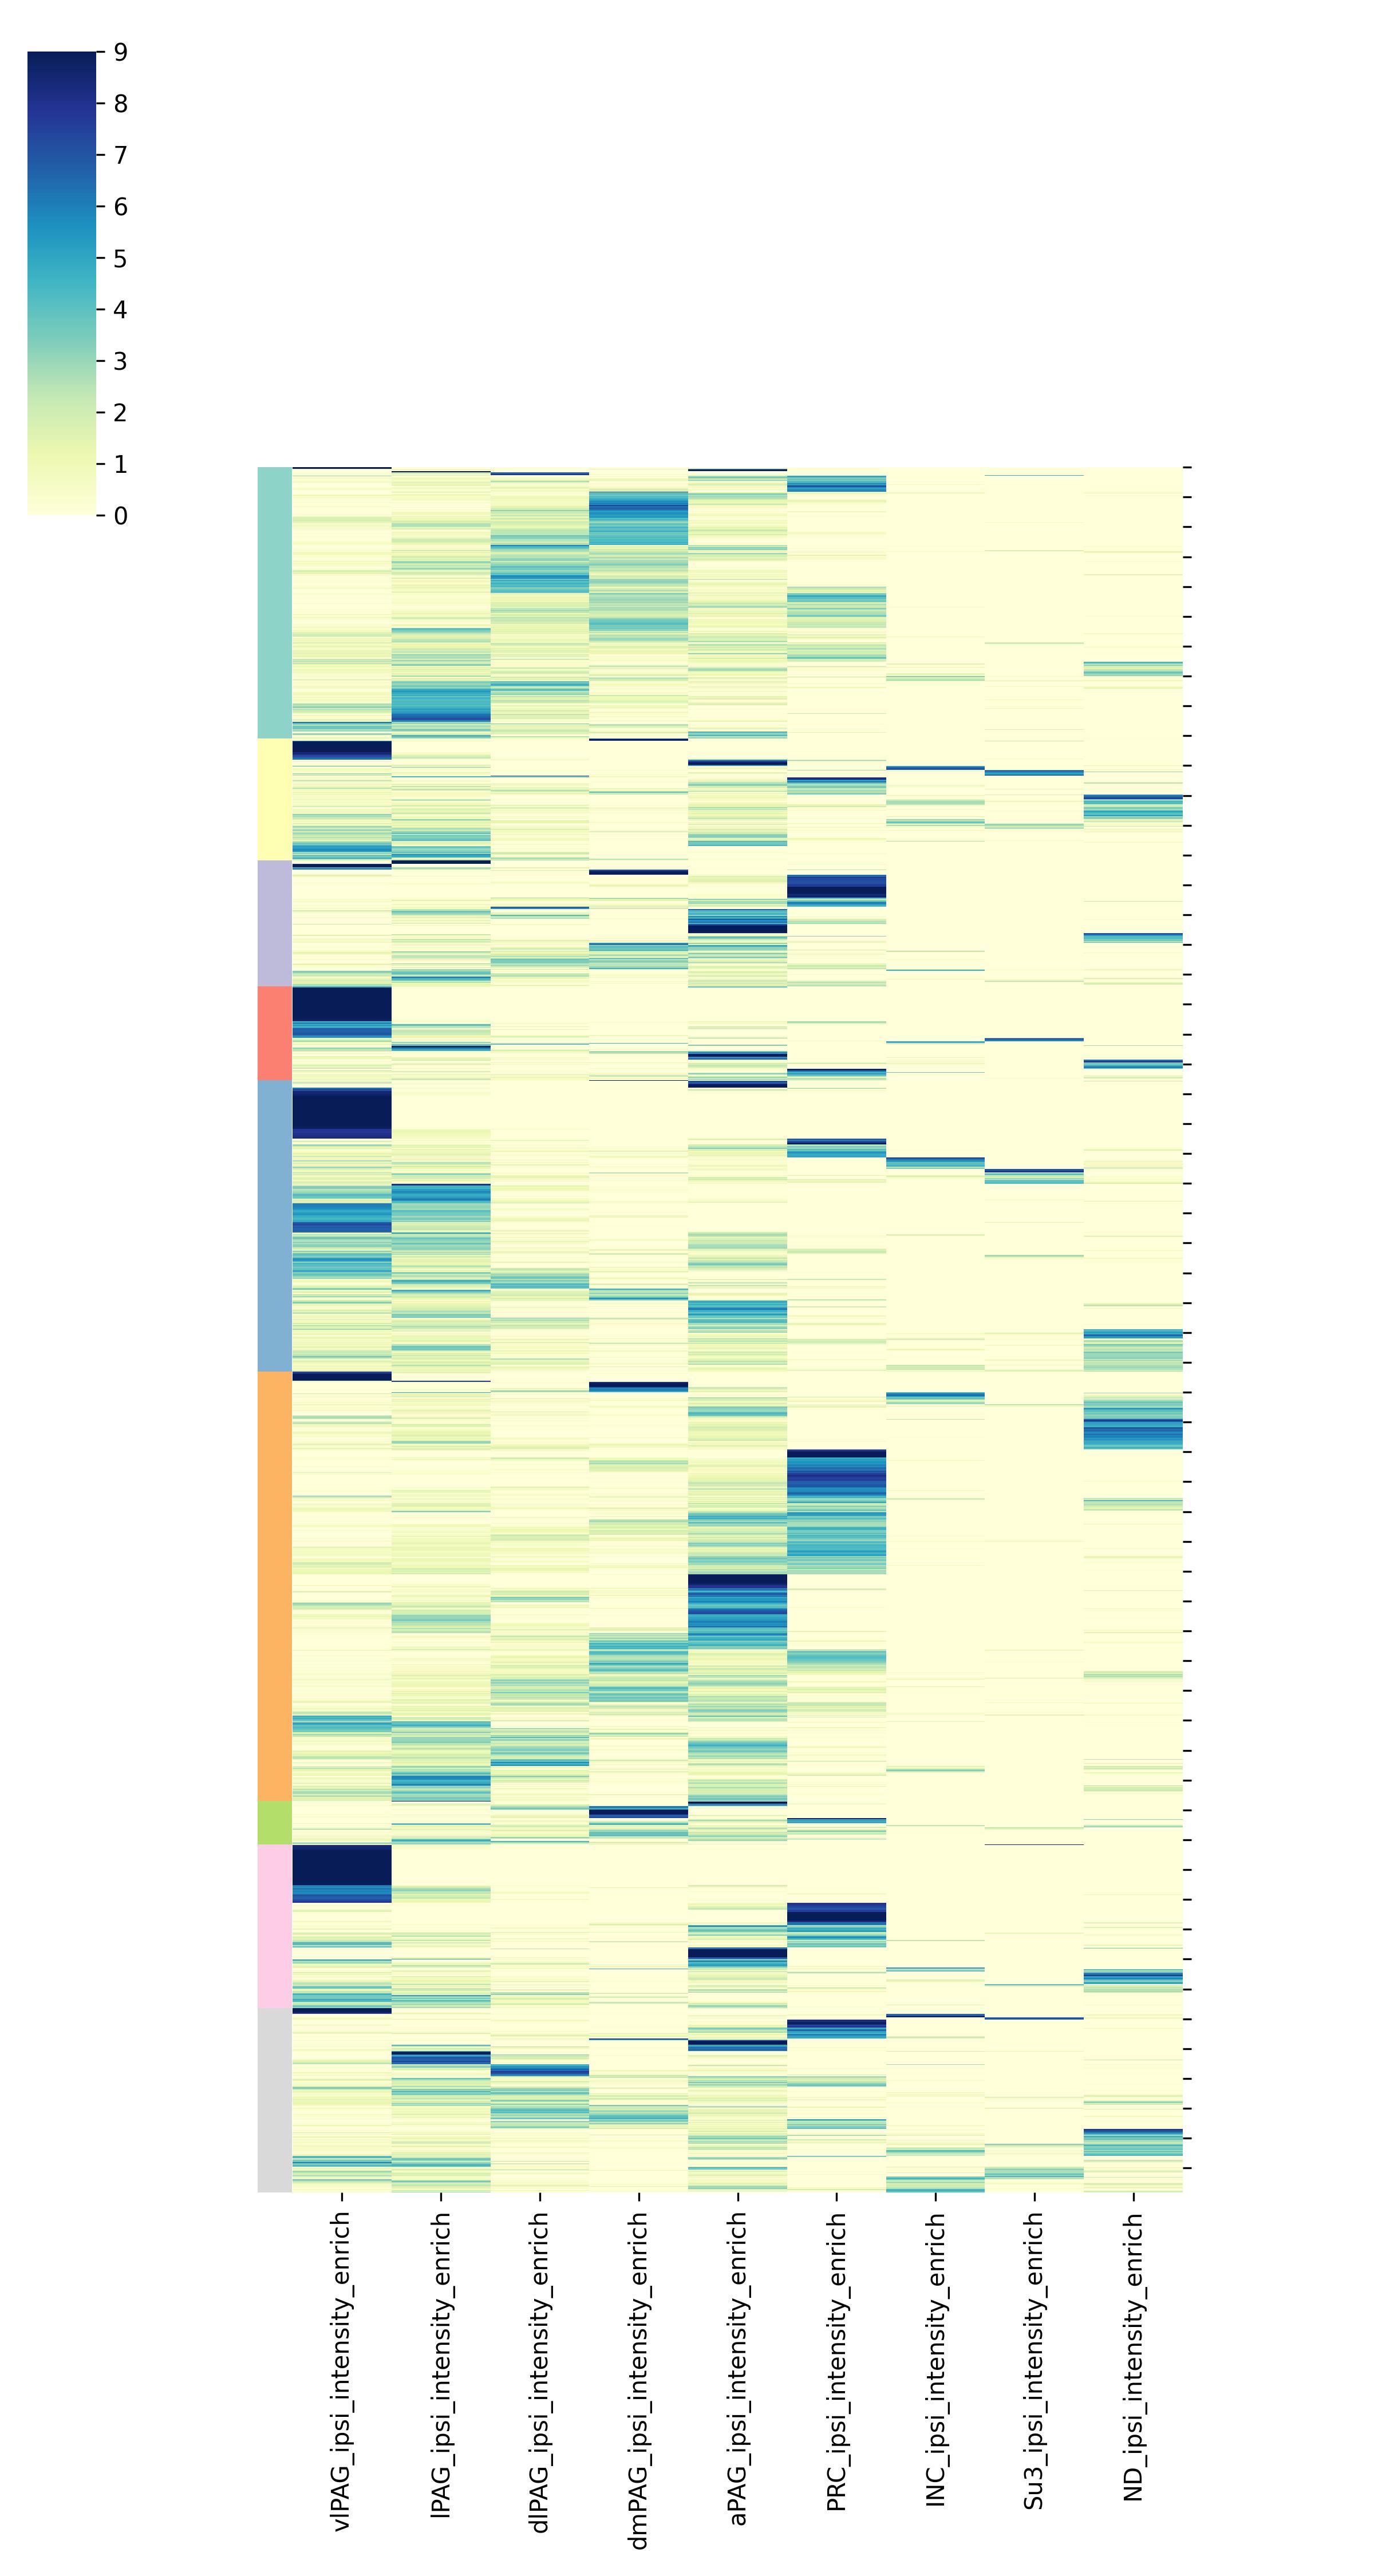 9
8
7
6
5
4
3
2
1
0
vlPAG_ipsi_intensity_enrich
lPAG_ipsi_intensity_enrich
dlPAG_ipsi_intensity_enrich
dmPAG_ipsi_intensity_enrich
aPAG_ipsi_intensity_enrich
PRC_ipsi_intensity_enrich
INC_ipsi_intensity_enrich
Su3_ipsi_intensity_enrich
ND_ipsi_intensity_enrich